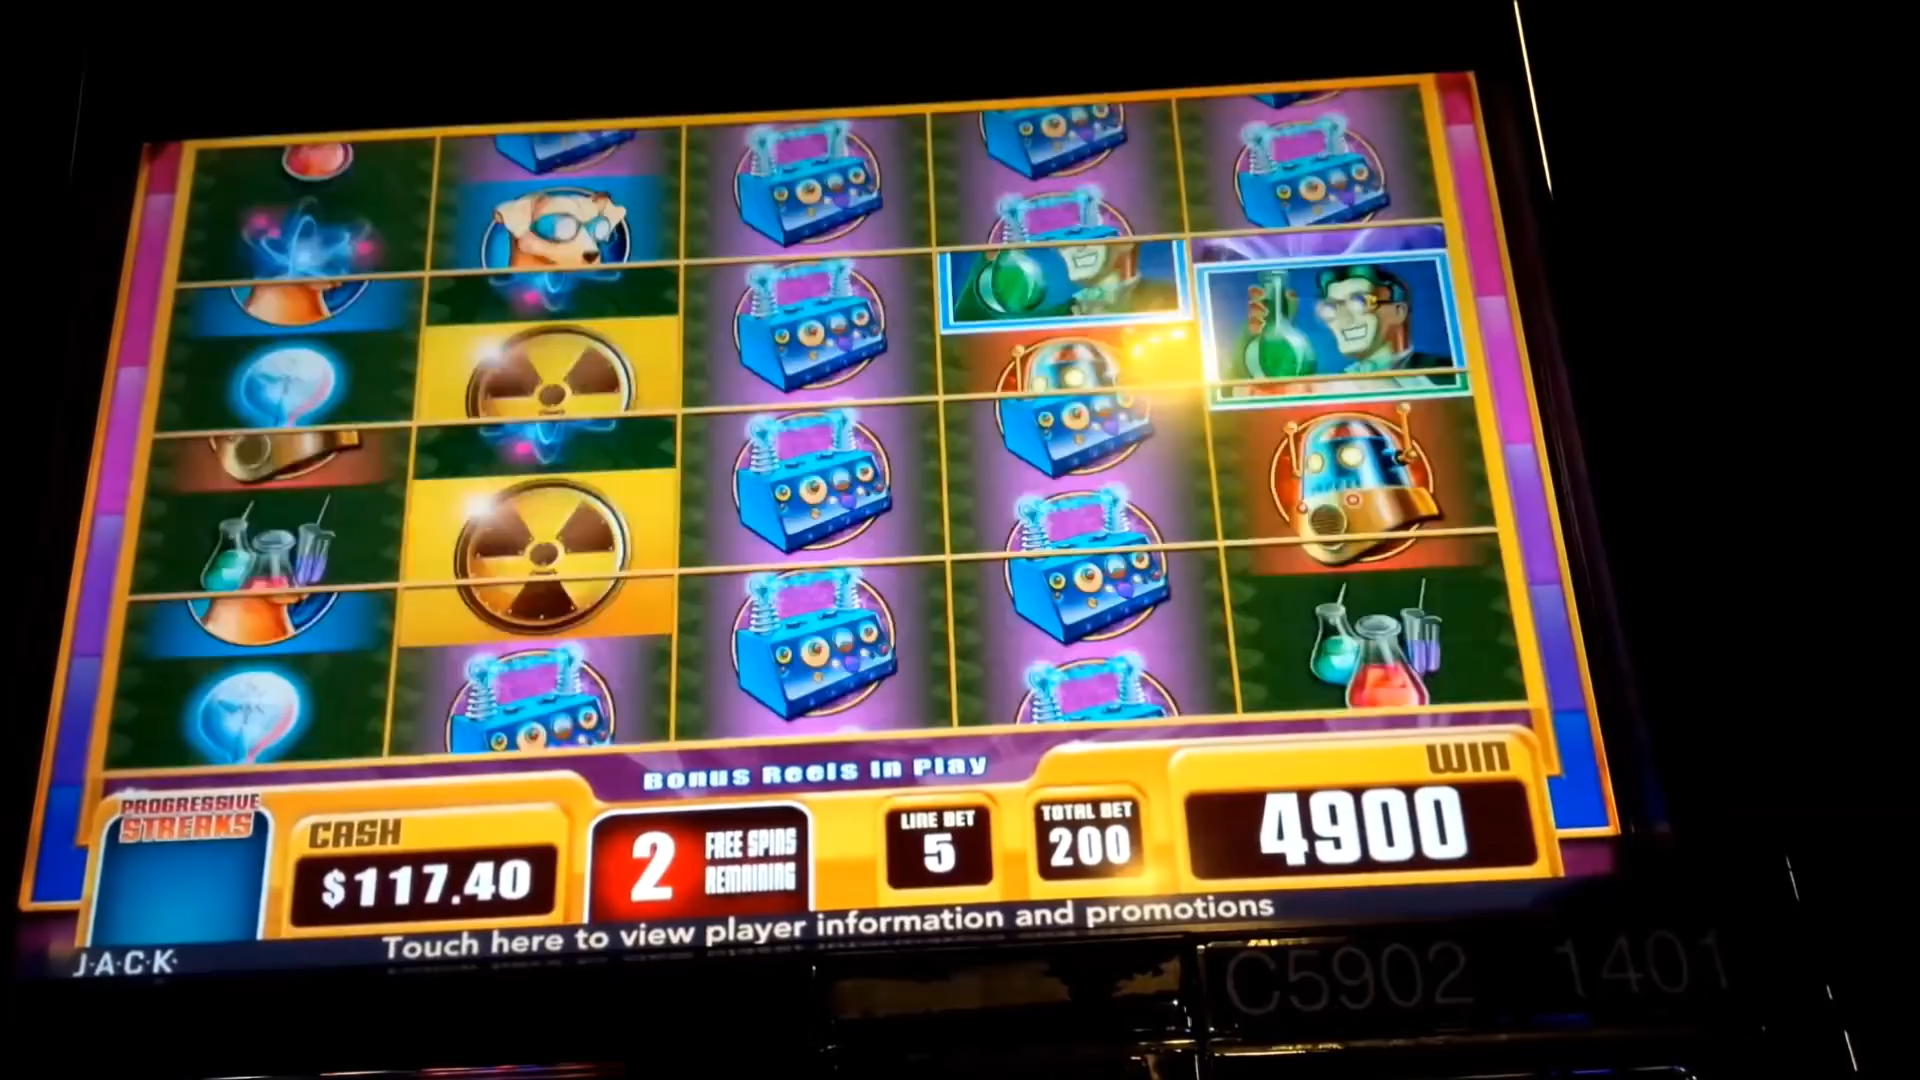 Bonus Reels In Play
PROGRESSIVE
STREAKS
CASH
$117.40
2
FREE SPINS
REMAINING
LINE BET
5
TOTAL BET
200
WIN
4900
Touch here to view player information and promotions
J·A·C·K·
C5902 1401